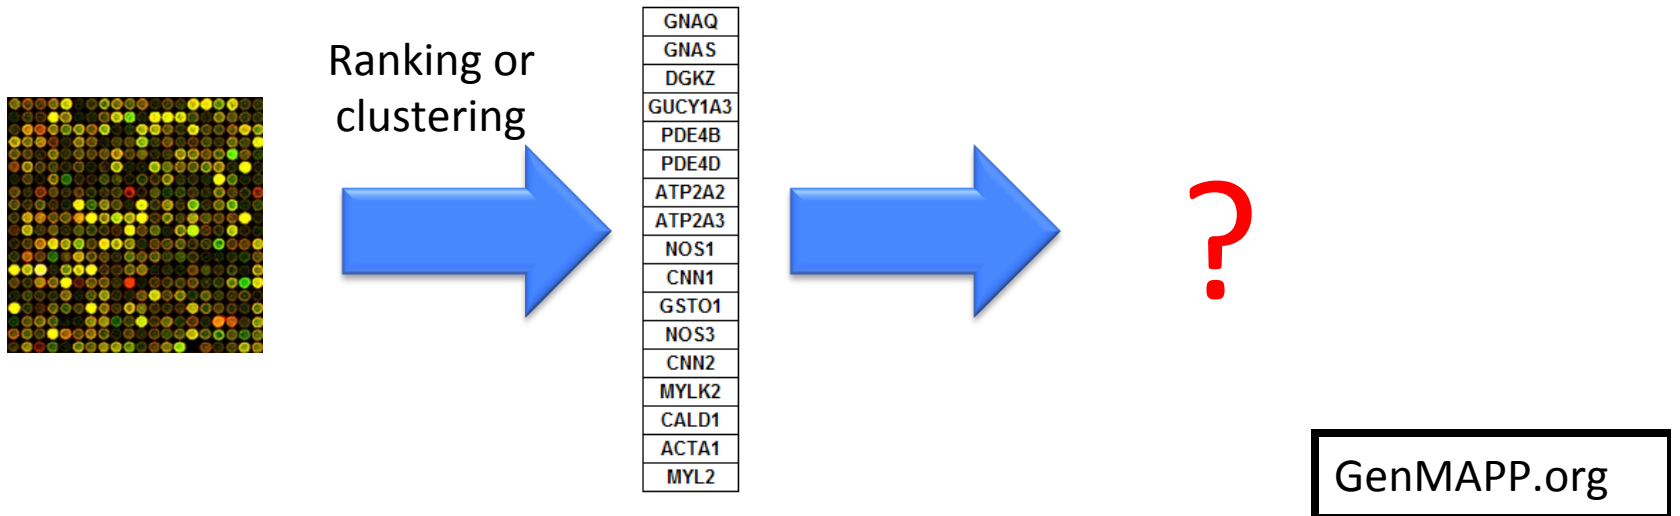 Ranking or
clustering
GNAQ
GNAS
DGKZ
GUCY1A3
PDE4B
PDE4D
ATP2A2
ATP2A3
NOS1
CNN1
GSTO1
NOS3
CNN2
MYLK2
CALD1
ACTA1
MYL2
?
GenMAPP.org